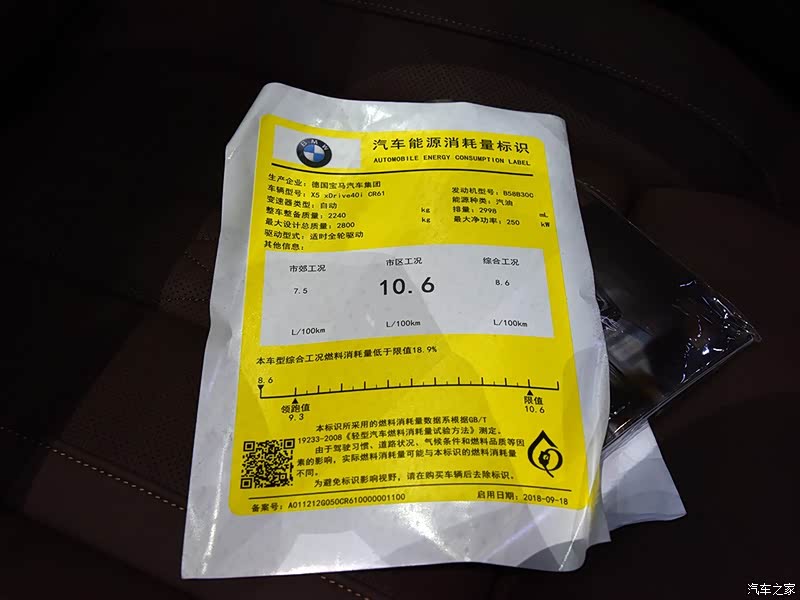 BMW
汽车能源消耗量标识
AUTOMOBILE ENERGY CONSUMPTION LABEL
生产企业：德国宝马汽车集团
车辆型号：X5 xDrive40i CR61 发动机型号：B58B30C
变速器类型：自动 能源种类：汽油
整车整备质量：2240 kg 排量：2998 mL
最大设计总质量：2800 kg 最大净功率：250 kW
驱动型式：适时全轮驱动
其他信息：
市郊工况 市区工况 综合工况
7.5 10.6 8.6
L/100km L/100km L/100km
本车型综合工况燃料消耗量低于限值18.9%
8.6
领跑值 限值
9.3 10.6
本标识所采用的燃料消耗量数据系根据GB/T
19233-2008《轻型汽车燃料消耗量试验方法》测定。
由于驾驶习惯、道路状况、气候条件和燃料品质等因
素的影响，实际燃料消耗量可能与本标识的燃料消耗量
不同。
为避免标识影响视野，请在购买车辆后去除标识。
备案号：A011212G050CR610000001100 启用日期：2018-09-18
汽车之家